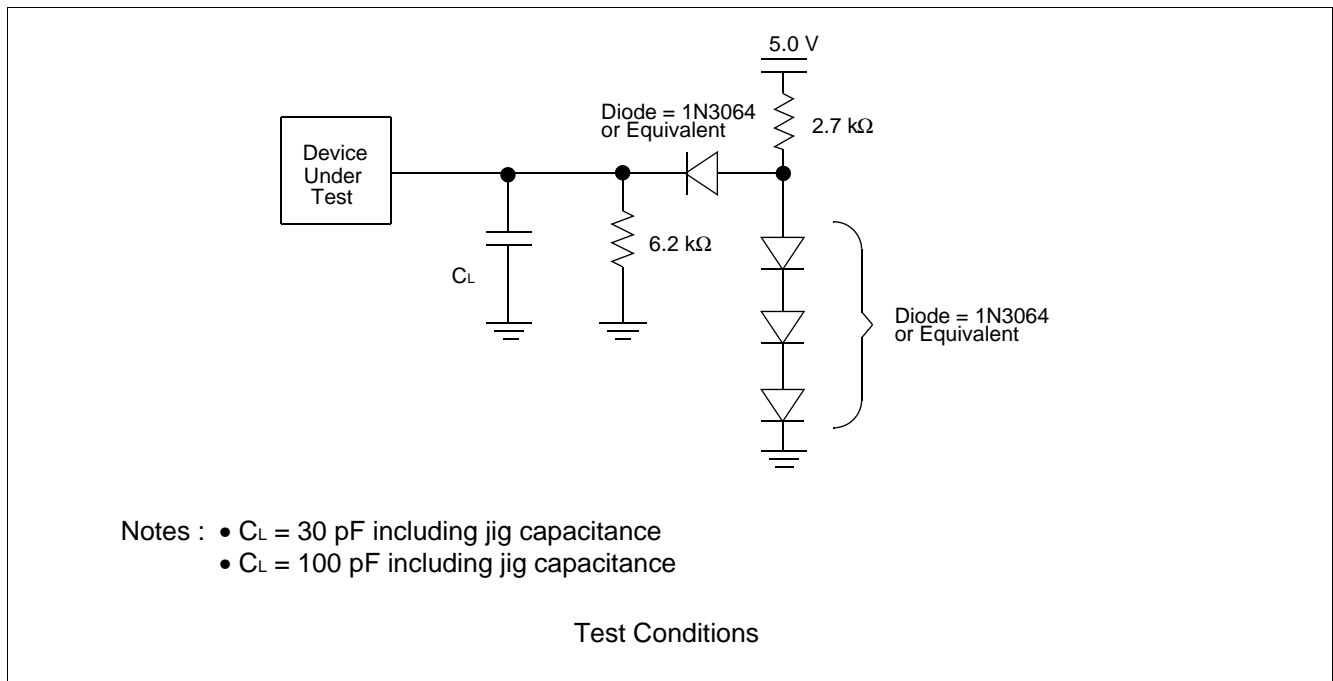 5.0 V
Diode = 1N3064
or Equivalent
2.7 kΩ
Device
Under
Test
6.2 kΩ
CL
Diode = 1N3064
or Equivalent
Notes : • CL = 30 pF including jig capacitance
• CL = 100 pF including jig capacitance
Test Conditions